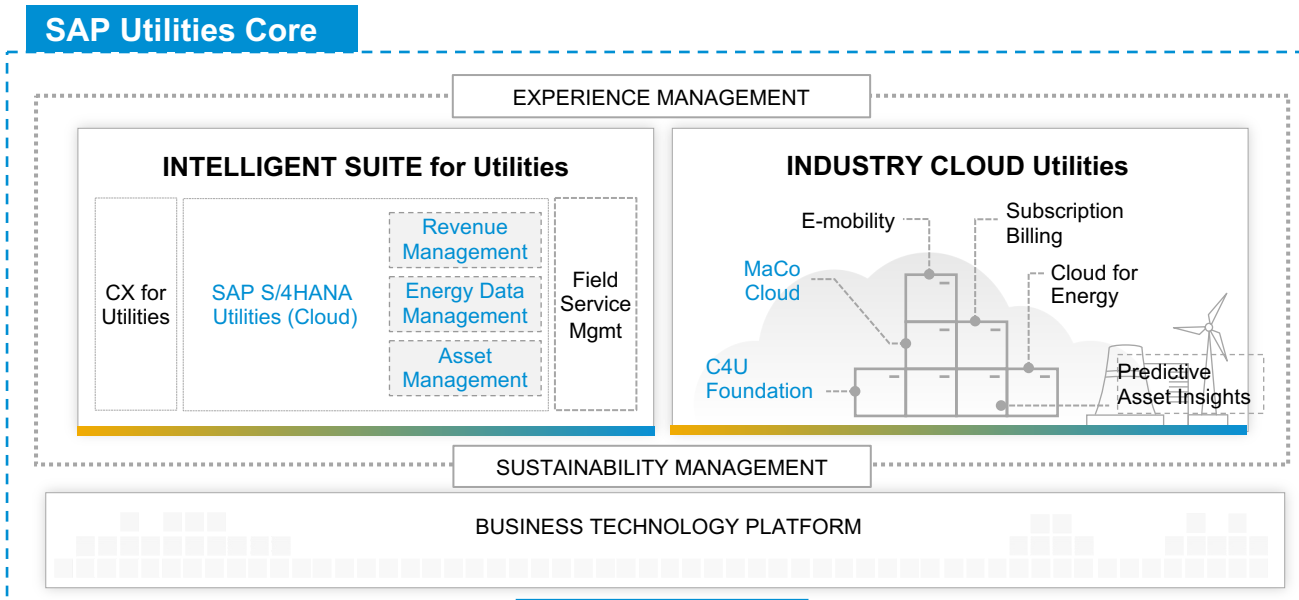 SAP Utilities Core
EXPERIENCE MANAGEMENT
INTELLIGENT SUITE for Utilities
CX for
Utilities
SAP S/4HANA
Utilities (Cloud)
Revenue
Management
Energy Data
Management
Asset
Management
Field
Service
Mgmt
INDUSTRY CLOUD Utilities
E-mobility
Subscription
Billing
MaCo
Cloud
Cloud for
Energy
C4U
Foundation
Predictive
Asset Insights
SUSTAINABILITY MANAGEMENT
BUSINESS TECHNOLOGY PLATFORM